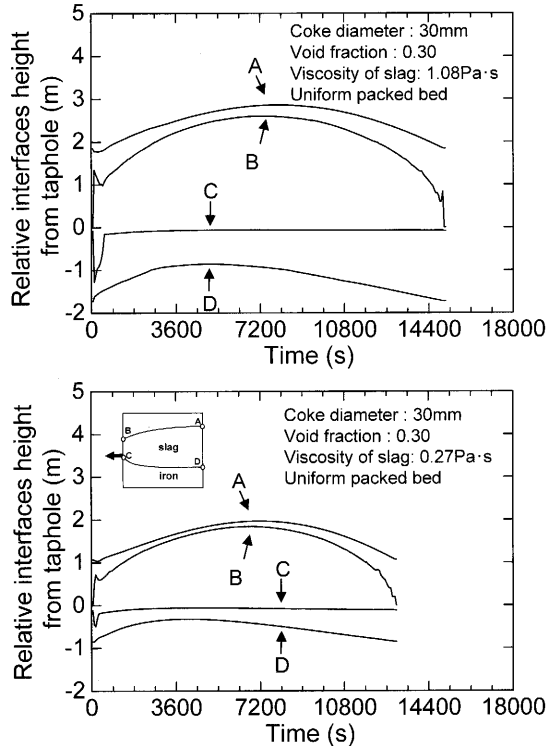 Coke diameter : 30mm
Void fraction : 0.30
Viscosity of slag: 1.08Pa·s
Uniform packed bed
A
B
C
D
5
4
3
2
1
0
-1
-2
Relative interfaces height
from taphole (m)
0 3600 7200 10800 14400 18000
Time (s)
Coke diameter : 30mm
Void fraction : 0.30
Viscosity of slag: 0.27Pa·s
Uniform packed bed
A
B
slag
C
D
iron
A
B
C
D
5
4
3
2
1
0
-1
-2
Relative interfaces height
from taphole (m)
0 3600 7200 10800 14400 18000
Time (s)